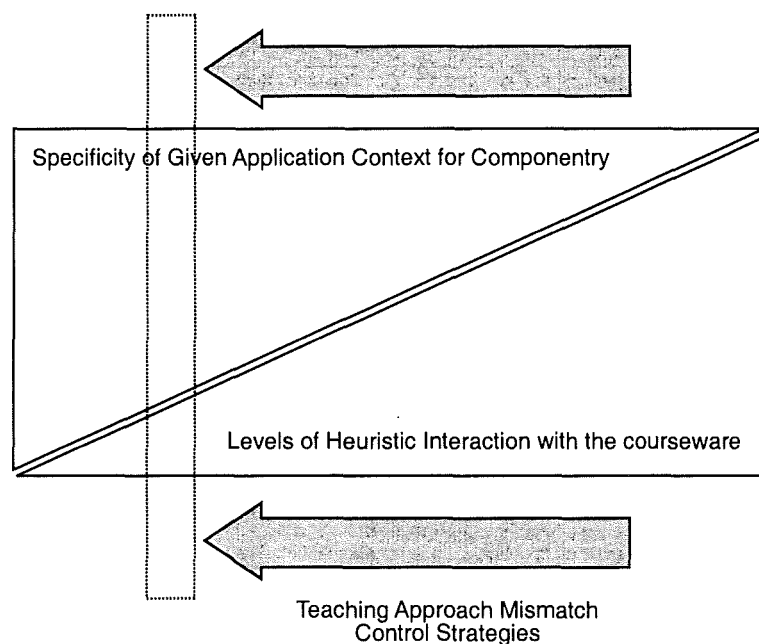 Specificity of Given Application Context for Componentry
Levels of Heuristic Interaction with the courseware
Teaching Approach Mismatch
Control Strategies